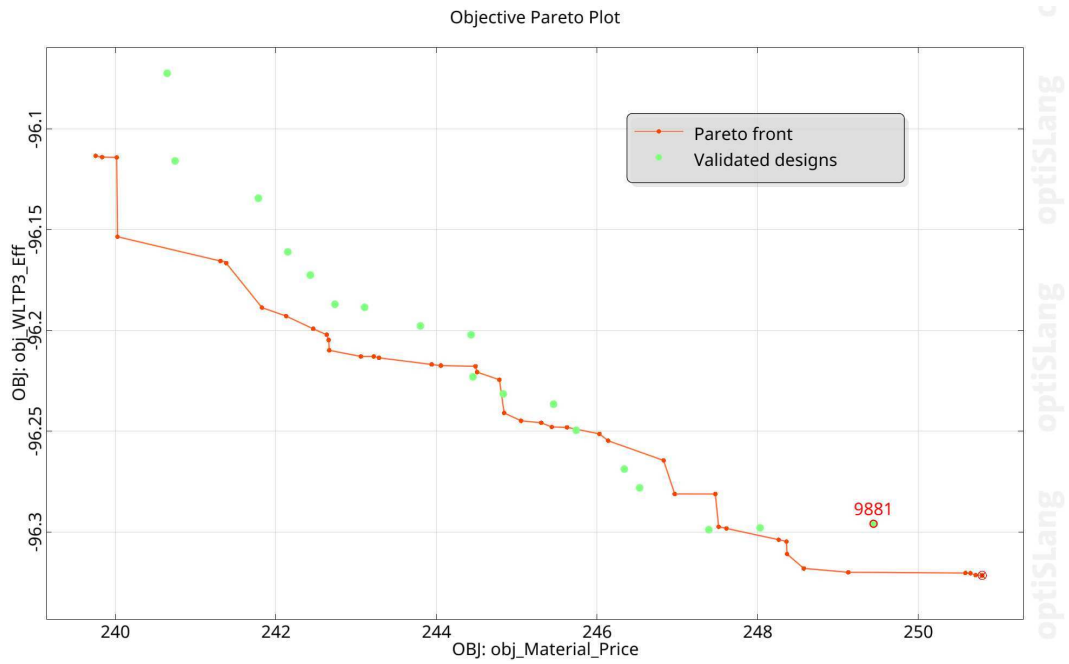 Objective Pareto Plot
OBJ: obj_WLTP3_Eff
-96.1
-96.15
-96.2
-96.25
-96.3
Pareto front
Validated designs
9881
240 242 244 246 248 250
OBJ: obj_Material_Price
optiSLang
optiSLang
optiSLang
c